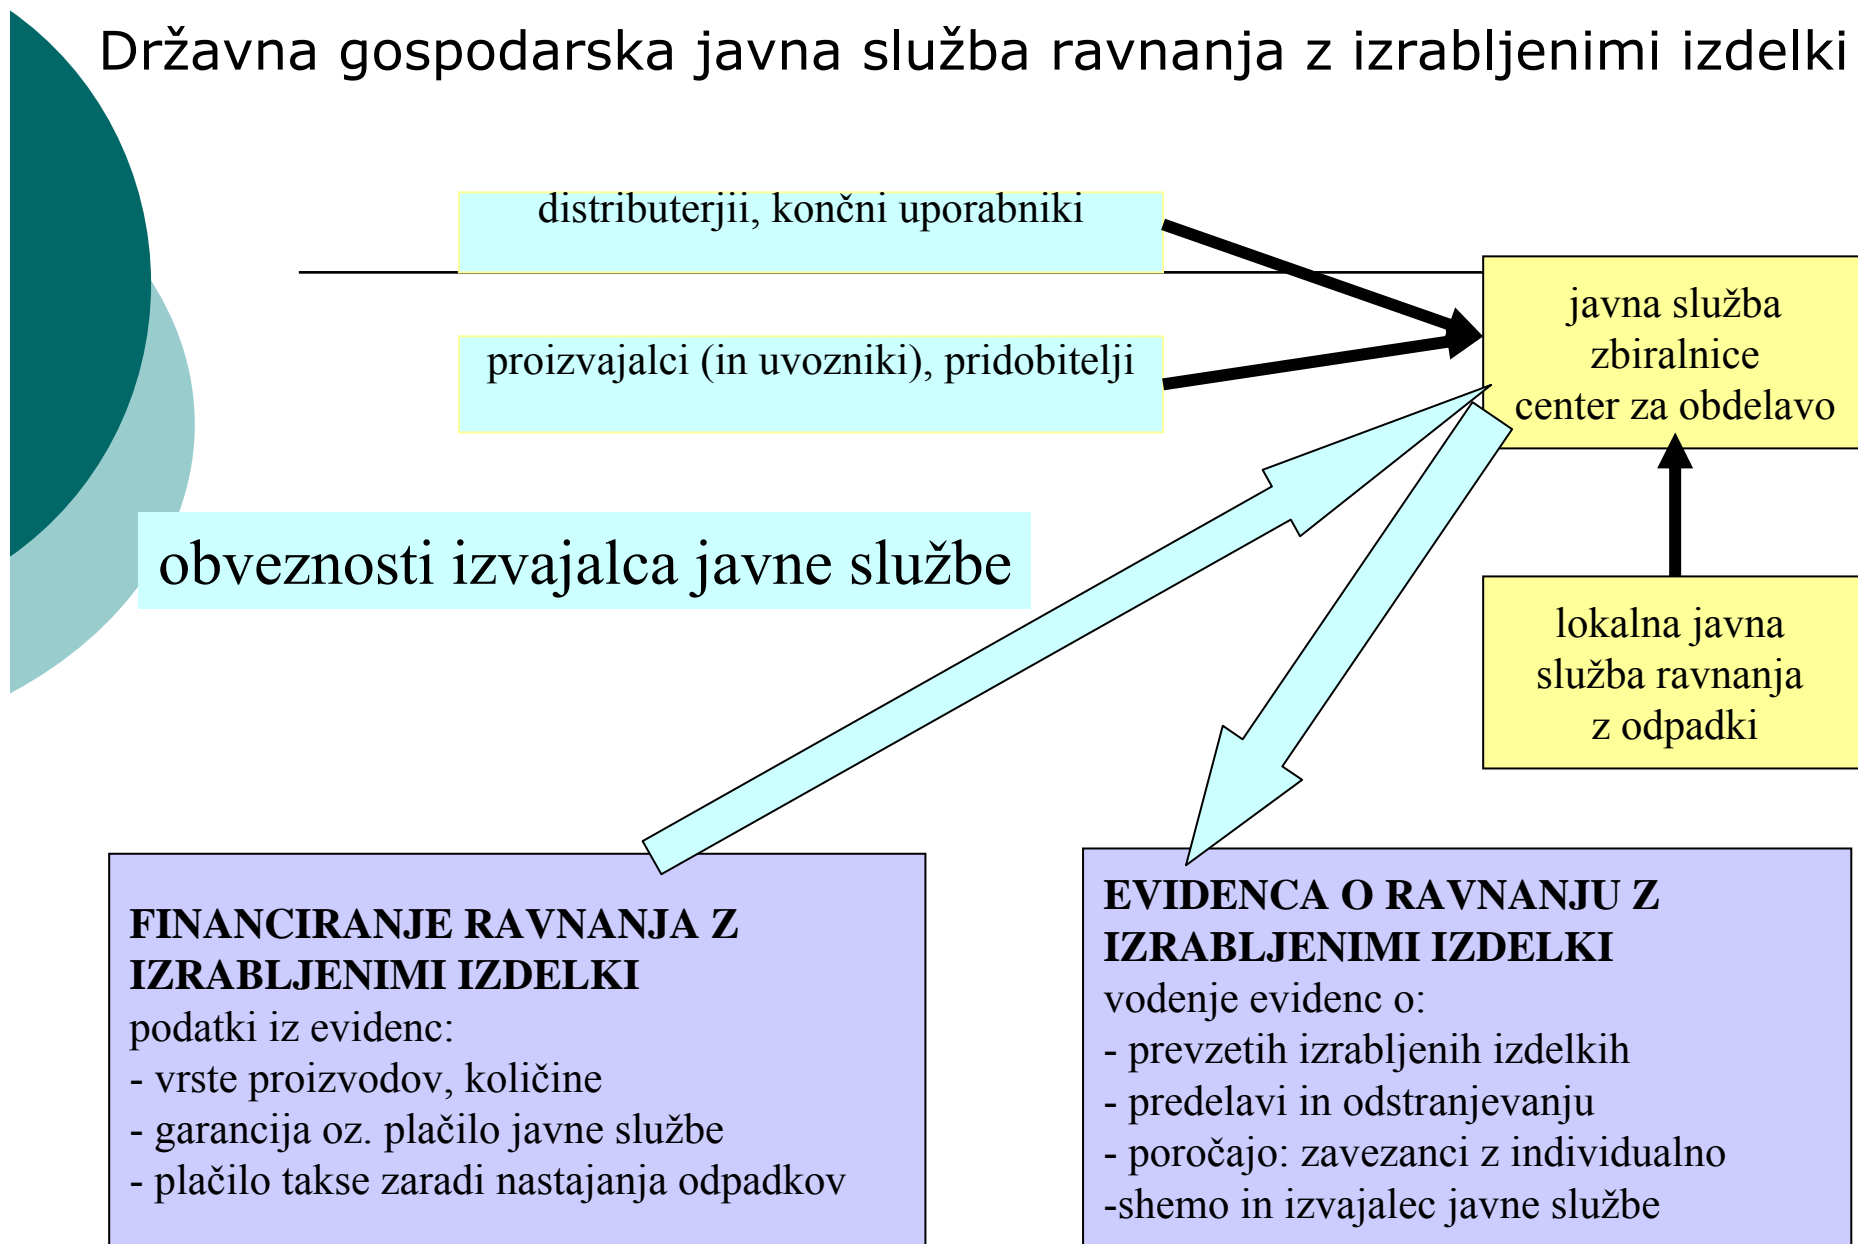 Državna gospodarska javna služba ravnanja z izrabljenimi izdelki
distributerjii, končni uporabniki
proizvajalci (in uvozniki), pridobitelji
javna služba
zbiralnice
center za obdelavo
obveznosti izvajalca javne službe
lokalna javna
služba ravnanja
z odpadki
FINANCIRANJE RAVNANJA Z
IZRABLJENIMI IZDELKI
podatki iz evidenc:
- vrste proizvodov, količine
- garancija oz. plačilo javne službe
- plačilo takse zaradi nastajanja odpadkov
EVIDENCA O RAVNANJU Z
IZRABLJENIMI IZDELKI
vodenje evidenc o:
- prevzetih izrabljenih izdelkih
- predelavi in odstranjevanju
- poročajo: zavezanci z individualno
-shemo in izvajalec javne službe